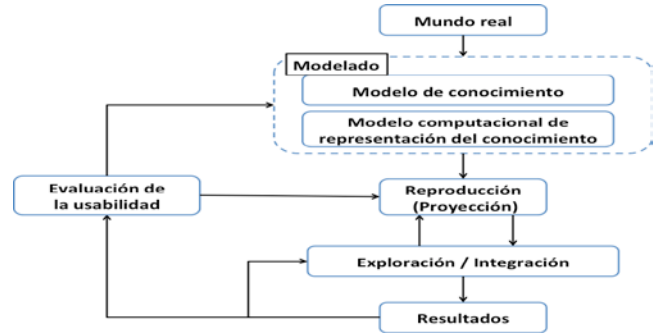 Mundo real
Modelado
Modelo de conocimiento
Modelo computacional de
representación del conocimiento
Evaluación de
la usabilidad
Reproducción
(Proyección)
Exploración / Integración
Resultados